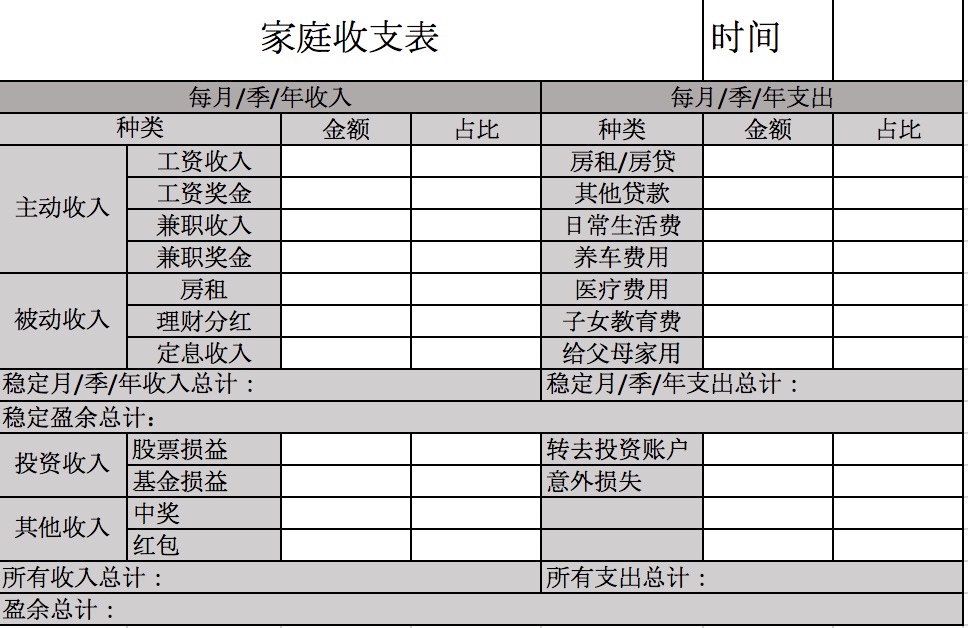 家庭收支表 时间
每月/季/年收入 每月/季/年支出
种类 金额 占比 种类 金额 占比
主动收入 工资收入 房租/房贷
工资奖金 其他贷款
兼职收入 日常生活费
兼职奖金 养车费用
被动收入 房租 医疗费用
理财分红 子女教育费
定息收入 给父母家用
稳定月/季/年收入总计： 稳定月/季/年支出总计：
稳定盈余总计：
投资收入 股票损益 转去投资账户
基金损益 意外损失
其他收入 中奖
红包
所有收入总计： 所有支出总计：
盈余总计：